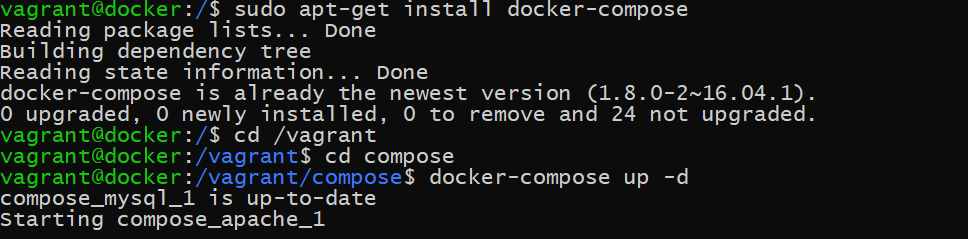 vagrant@docker:/$ sudo apt-get install docker-compose
Reading package lists... Done
Building dependency tree
Reading state information... Done
docker-compose is already the newest version (1.8.0-2~16.04.1).
0 upgraded, 0 newly installed, 0 to remove and 24 not upgraded.
vagrant@docker:/$ cd /vagrant
vagrant@docker:/vagrant$ cd compose
vagrant@docker:/vagrant/compose$ docker-compose up -d
compose_mysql_1 is up-to-date
Starting compose_apache_1